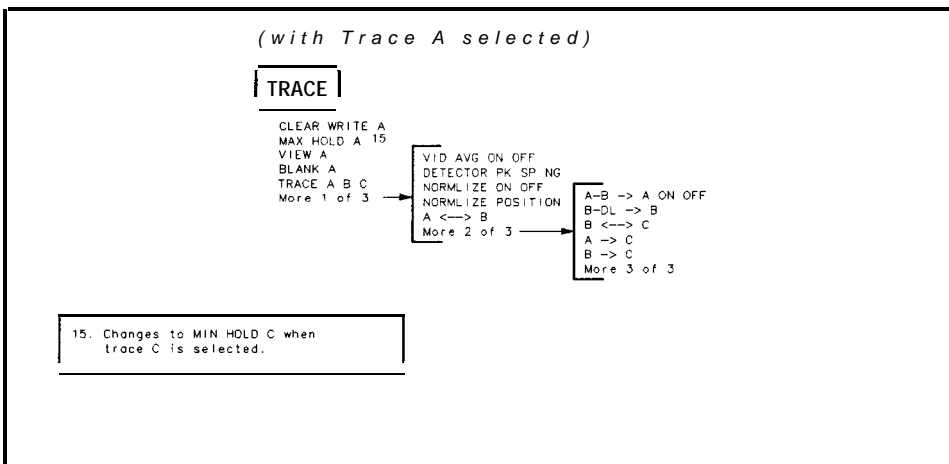 (with Trace A selected)
TRACE
CLEAR WRITE A
MAX HOLD A 15
VIEW A
BLANK A
TRACE A B C
More 1 of 3
VID AVG ON OFF
DETECTOR PK SP NG
NORMLIZE ON OFF
NORMLIZE POSITION
A <--> B
More 2 of 3
A-B -> A ON OFF
B-DL -> B
B <--> C
A -> C
B -> C
More 3 of 3
15. Changes to MIN HOLD C when
trace C is selected.